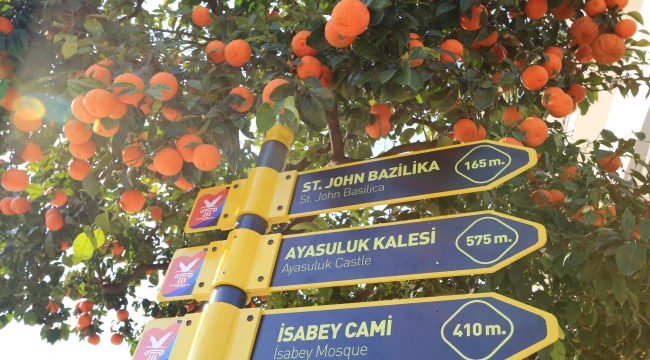 ST. JOHN BAZİLİKA
St. John Basilica
165 m.
AYASULUK KALESİ
Ayasuluk Castle
575 m.
İSABEY CAMİ
İsabey Mosque
410 m.